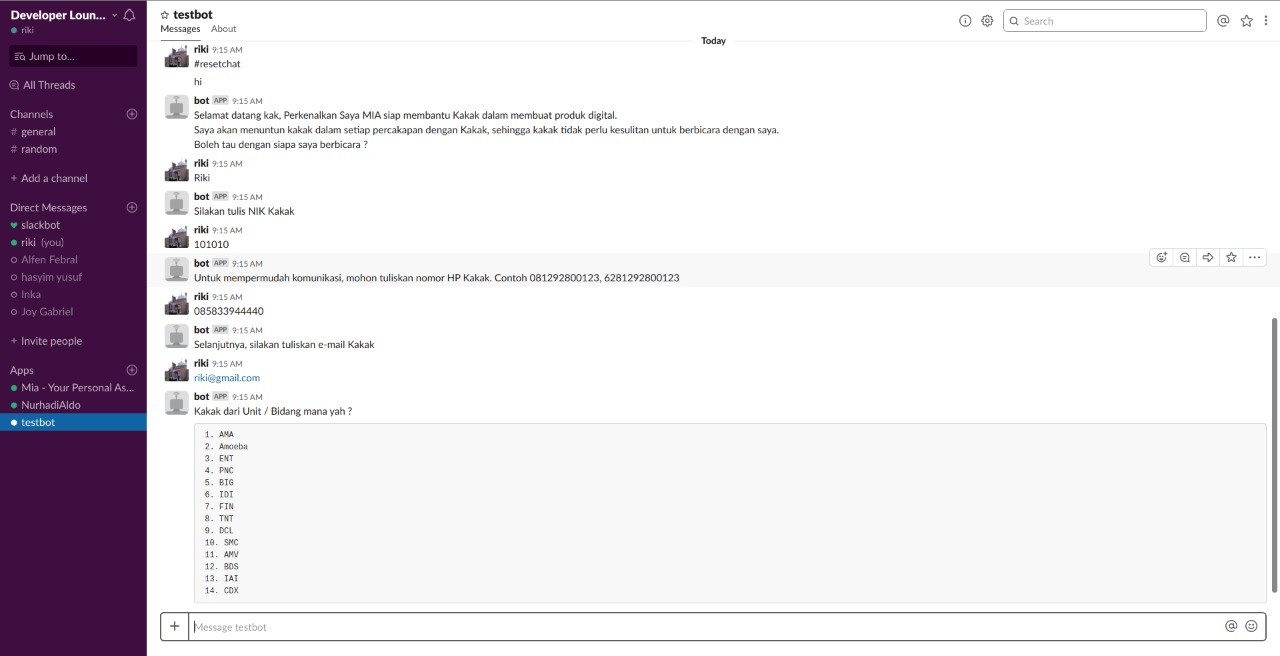 Developer Loun...
riki
Jump to...
All Threads
Channels
# general
# random
+ Add a channel
Direct Messages
slackbot
riki (you)
Alfen Febral
hasyim yusuf
Inka
Joy Gabriel
+ Invite people
Apps
Mia - Your Personal As...
NurhadiAldo
testbot
testbot
Messages About
Search
Today
riki 9:15 AM
#resetchat
hi
bot APP 9:15 AM
Selamat datang kak, Perkenalkan Saya MIA siap membantu Kakak dalam membuat produk digital.
Saya akan menuntun kakak dalam setiap percakapan dengan Kakak, sehingga kakak tidak perlu kesulitan untuk berbicara dengan saya.
Boleh tau dengan siapa saya berbicara ?
riki 9:15 AM
Riki
bot APP 9:15 AM
Silakan tulis NIK Kakak
riki 9:15 AM
101010
bot APP 9:15 AM
Untuk mempermudah komunikasi, mohon tuliskan nomor HP Kakak. Contoh 081292800123, 6281292800123
riki 9:15 AM
085833944440
bot APP 9:15 AM
Selanjutnya, silakan tuliskan e-mail Kakak
riki 9:15 AM
riki@gmail.com
bot APP 9:15 AM
Kakak dari Unit / Bidang mana yah ?
1. AMA
2. Amoeba
3. ENT
4. PNC
5. BIG
6. IDI
7. FIN
8. TNT
9. DCL
10. SMC
11. AMV
12. BDS
13. IAI
14. CDX
Message testbot